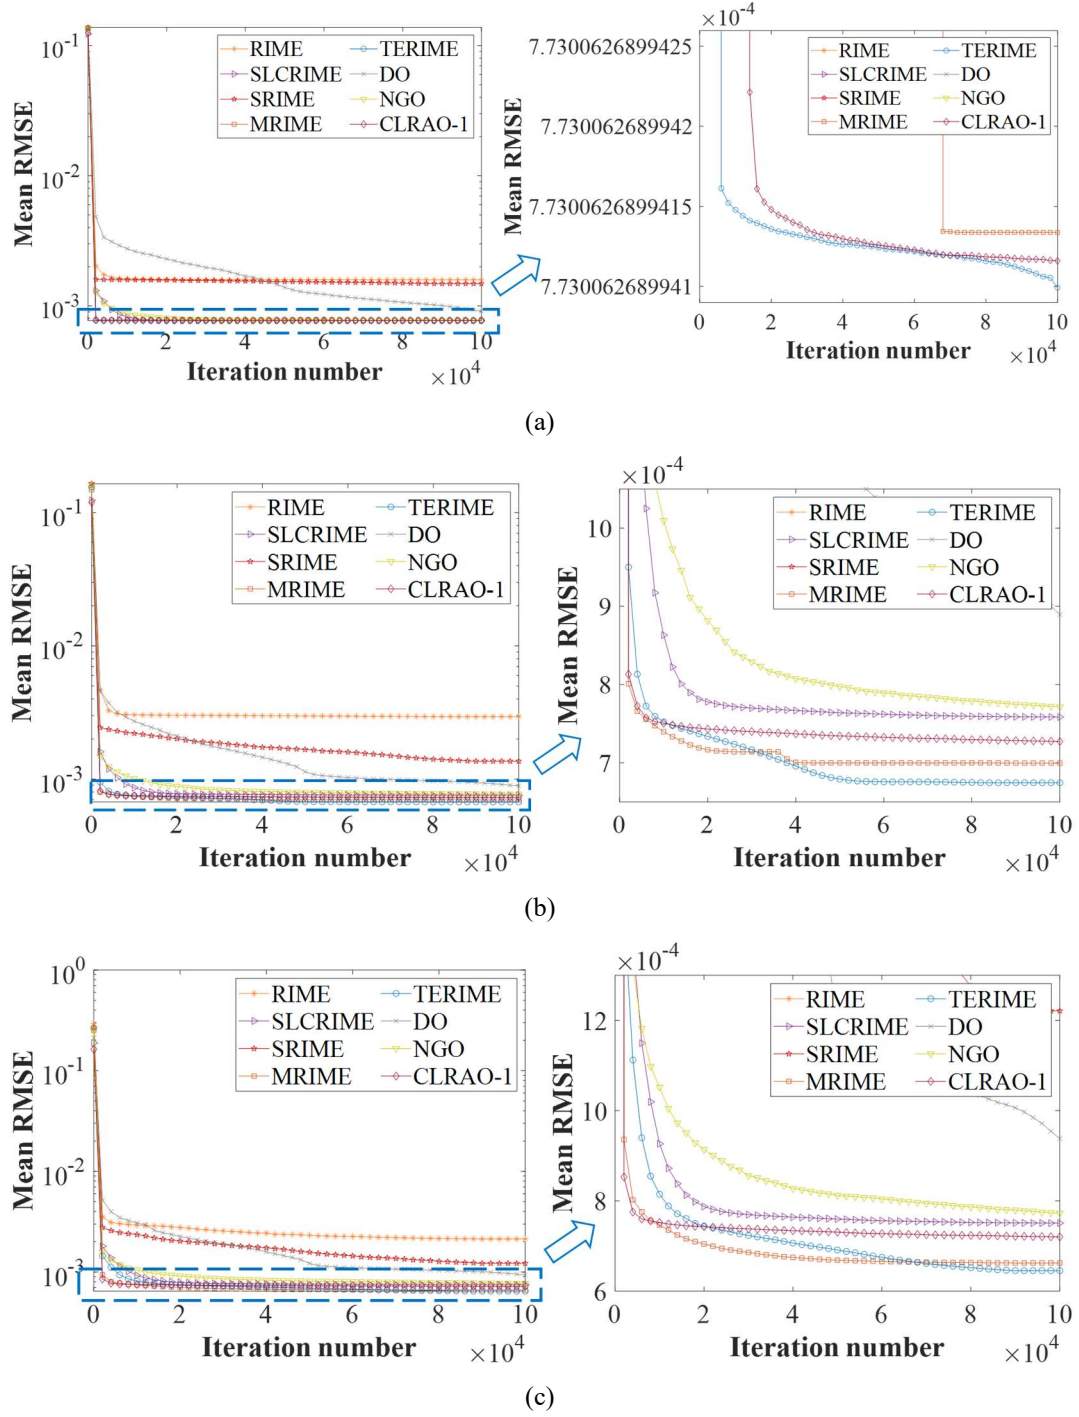 10^-1
10^-2
10^-3
Mean RMSE
RIME TERIME
SLCRIME DO
SRIME NGO
MRIME CLRAO-1
0 2 4 6 8 10
Iteration number
×10^4
×10^-4
7.7300626899425
7.730062689942
7.7300626899415
7.730062689941
Mean RMSE
RIME TERIME
SLCRIME DO
SRIME NGO
MRIME CLRAO-1
0 2 4 6 8 10
Iteration number
×10^4
(a)
10^-1
10^-2
10^-3
Mean RMSE
RIME TERIME
SLCRIME DO
SRIME NGO
MRIME CLRAO-1
0 2 4 6 8 10
Iteration number
×10^4
×10^-4
10
9
8
7
Mean RMSE
RIME TERIME
SLCRIME DO
SRIME NGO
MRIME CLRAO-1
0 2 4 6 8 10
Iteration number
×10^4
(b)
10^0
10^-1
10^-2
10^-3
Mean RMSE
RIME TERIME
SLCRIME DO
SRIME NGO
MRIME CLRAO-1
0 2 4 6 8 10
Iteration number
×10^4
×10^-4
12
10
8
6
Mean RMSE
RIME TERIME
SLCRIME DO
SRIME NGO
MRIME CLRAO-1
0 2 4 6 8 10
Iteration number
×10^4
(c)